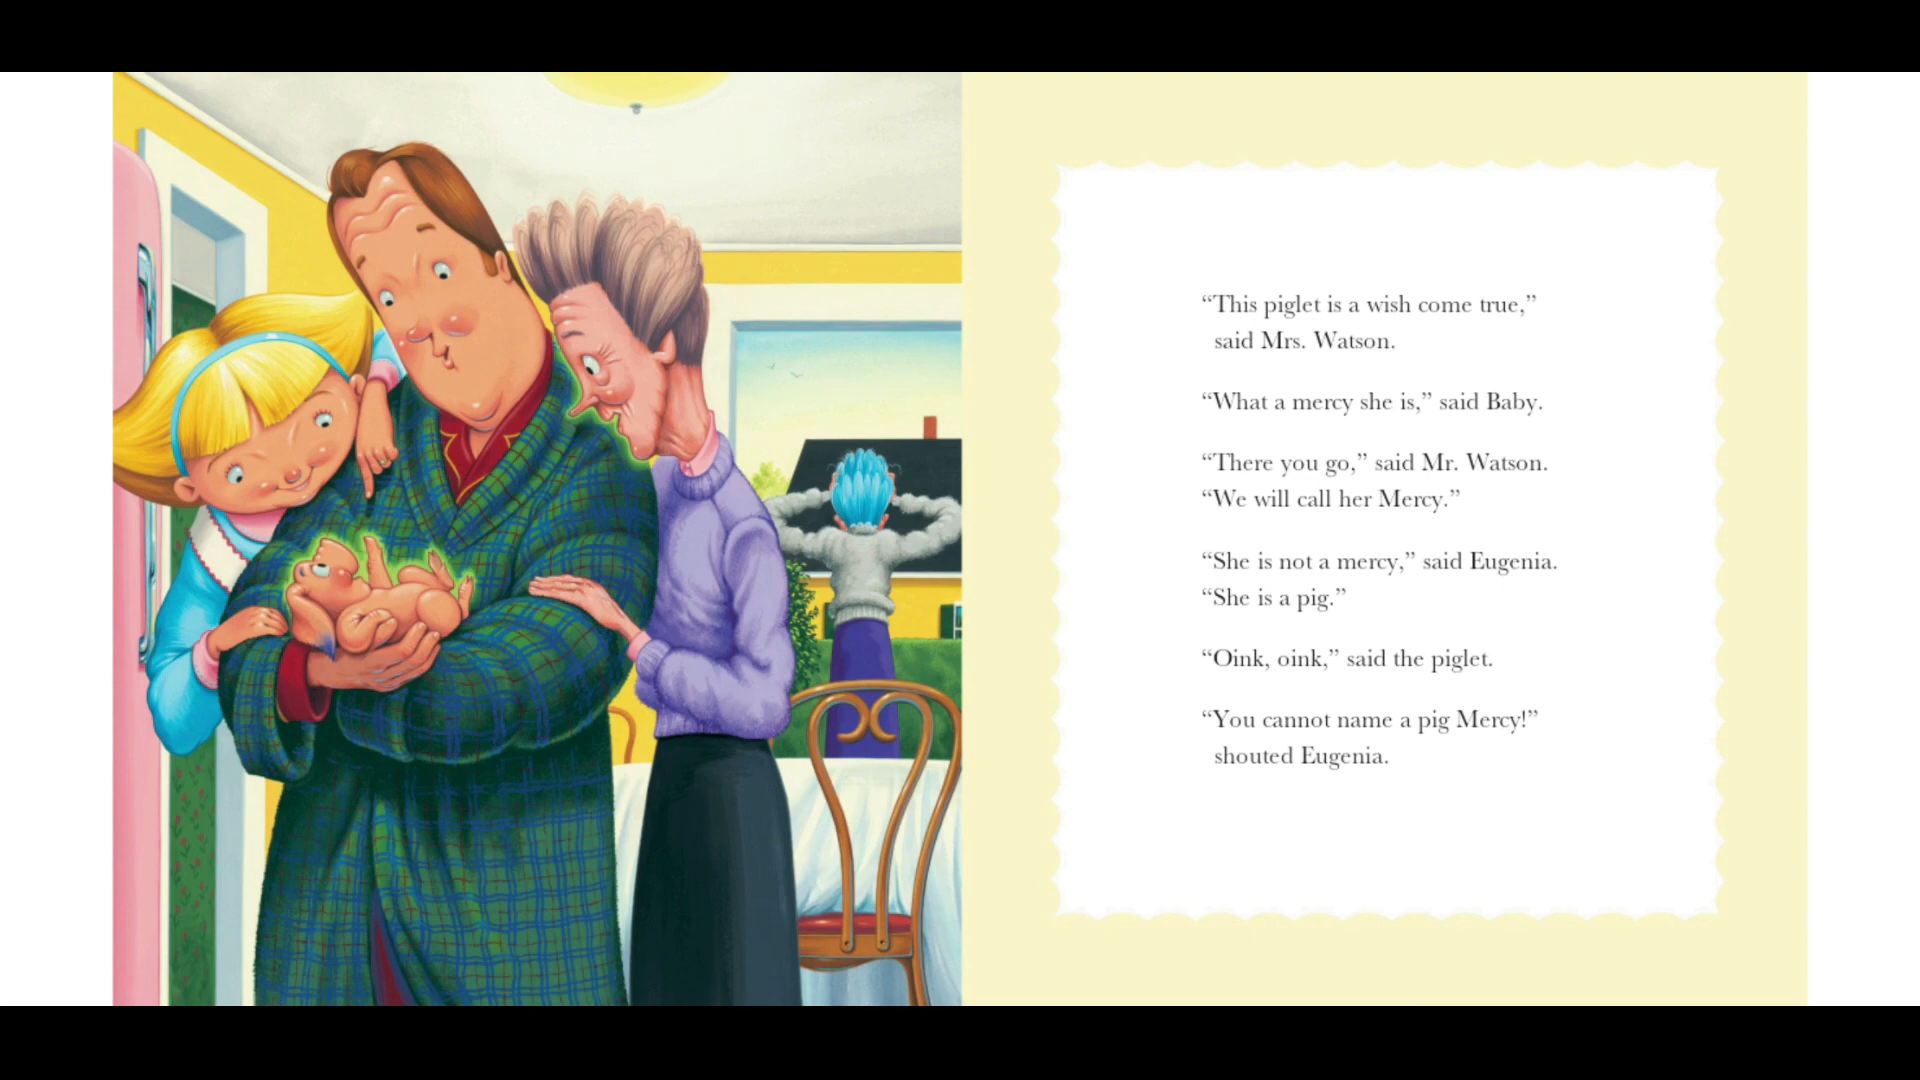 “This piglet is a wish come true,”
said Mrs. Watson.
“What a mercy she is,” said Baby.
“There you go,” said Mr. Watson.
“We will call her Mercy.”
“She is not a mercy,” said Eugenia.
“She is a pig.”
“Oink, oink,” said the piglet.
“You cannot name a pig Mercy!”
shouted Eugenia.